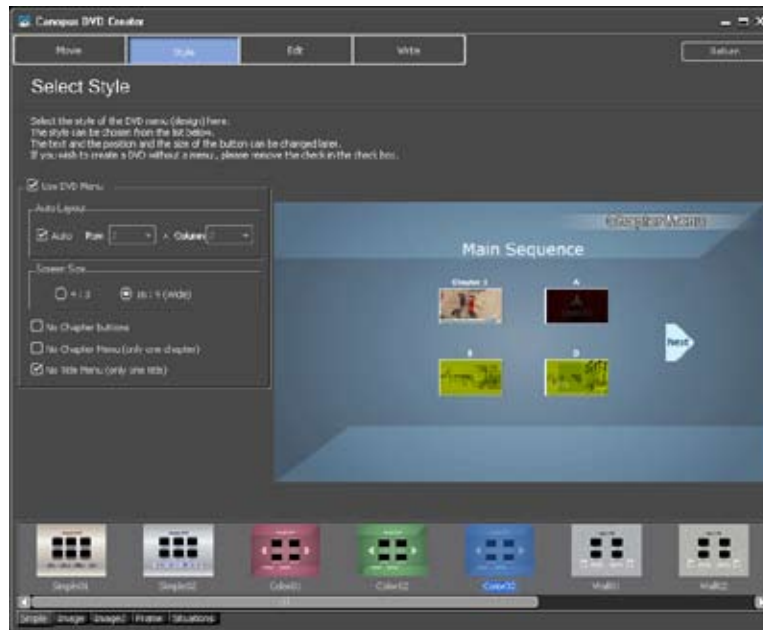 Canopus DVD Creator
Movie
Style
Edit
Write
Return
Select Style
Select the style of the DVD menu (design) here.
The style can be chosen from the list below.
The text and the position and the size of the button can be changed later.
If you wish to create a DVD without a menu, please remove the check in the check box.
Use DVD Menu
Auto Layout
Auto Row 2 × Column 2
Screen Size
4 : 3 16 : 9 (wide)
No Chapter buttons
No Chapter Menu (only one chapter)
No Title Menu (only one title)
Chapter Menu
Main Sequence
Chapter 1
A
Next
B
D
Simple01
Simple02
Color01
Color02
Color03
Wall01
Wall02
Simple
Image
Image2
Frame
Situations